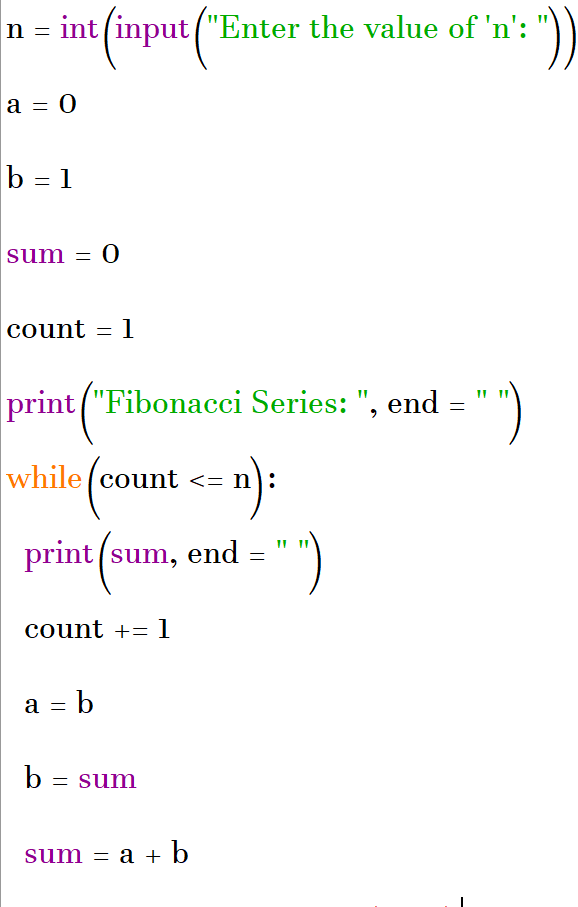 n = int(input("Enter the value of 'n': "))
a = 0
b = 1
sum = 0
count = 1
print("Fibonacci Series: ", end = " ")
while(count <= n):
print(sum, end = " ")
count += 1
a = b
b = sum
sum = a + b